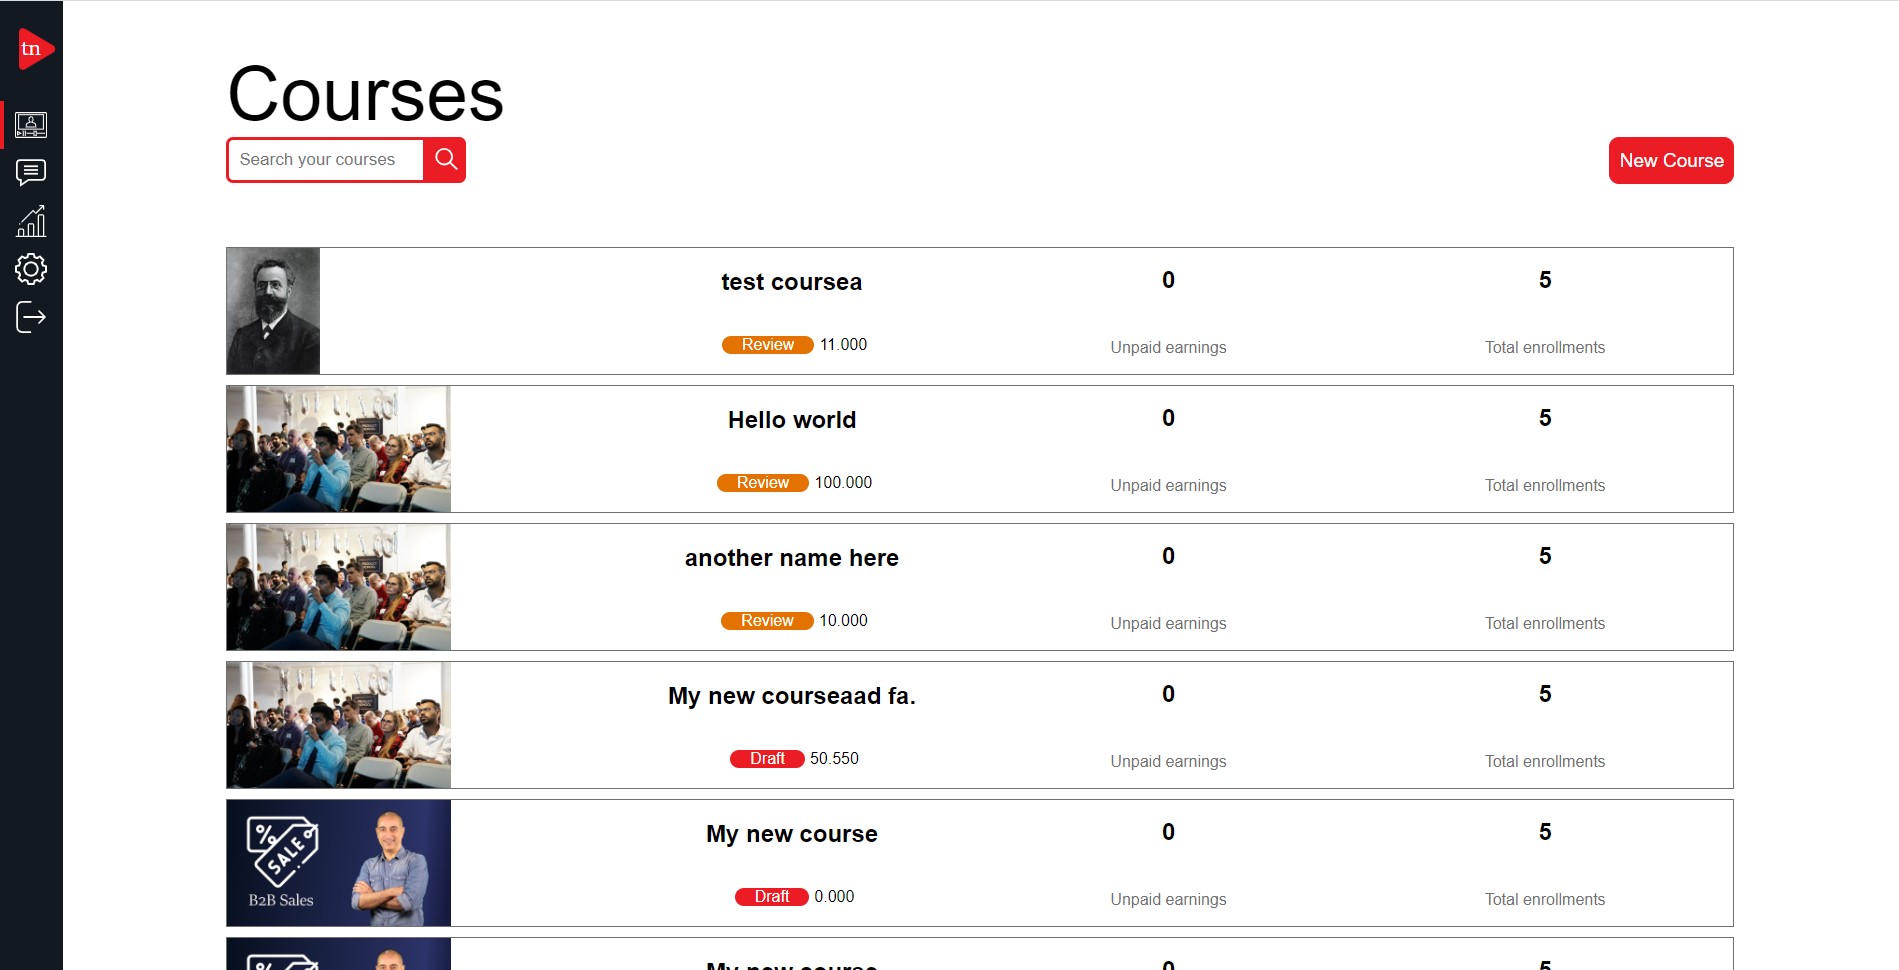 tn
Courses
Search your courses
New Course
test coursea
0
5
Review 11.000
Unpaid earnings
Total enrollments
Hello world
0
5
Review 100.000
Unpaid earnings
Total enrollments
another name here
0
5
Review 10.000
Unpaid earnings
Total enrollments
My new courseaad fa.
0
5
Draft 50.550
Unpaid earnings
Total enrollments
% SALE
B2B Sales
My new course
0
5
Draft 0.000
Unpaid earnings
Total enrollments
%
My new course
0
5